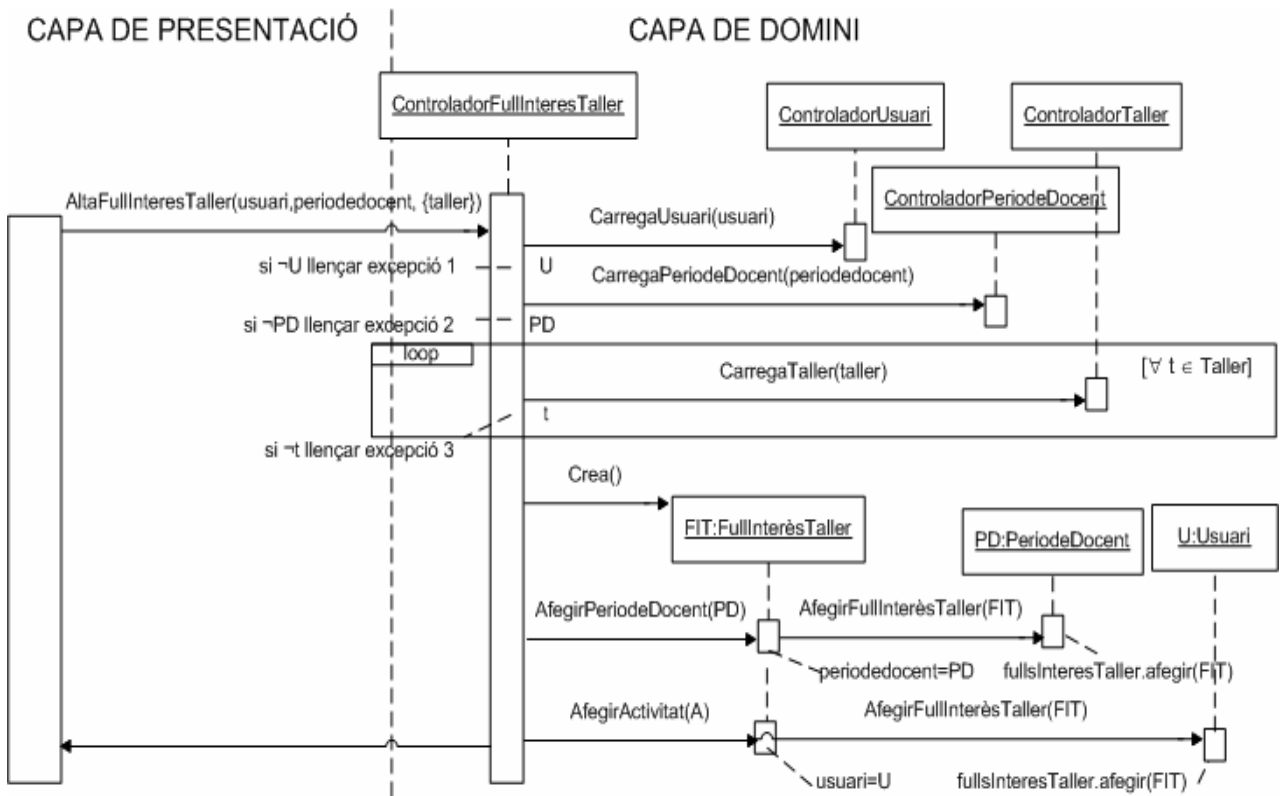 CAPA DE PRESENTACIÓ
CAPA DE DOMINI
ControladorFullInteresTaller
ControladorUsuari
ControladorTaller
ControladorPeriodeDocent
AltaFullInteresTaller(usuari,periodedocent, {taller})
CarregaUsuari(usuari)
si ¬U llençar excepció 1
U
CarregaPeriodeDocent(periodedocent)
si ¬PD llençar excepció 2
PD
loop
CarregaTaller(taller)
[∀ t ∈ Taller]
t
si ¬t llençar excepció 3
Crea()
FIT:FullInterèsTaller
PD:PeriodeDocent
U:Usuari
AfegirPeriodeDocent(PD)
AfegirFullInterèsTaller(FIT)
periodedocent=PD
fullsInteresTaller.afegir(FIT)
AfegirActivitat(A)
AfegirFullInterèsTaller(FIT)
usuari=U
fullsInteresTaller.afegir(FIT)